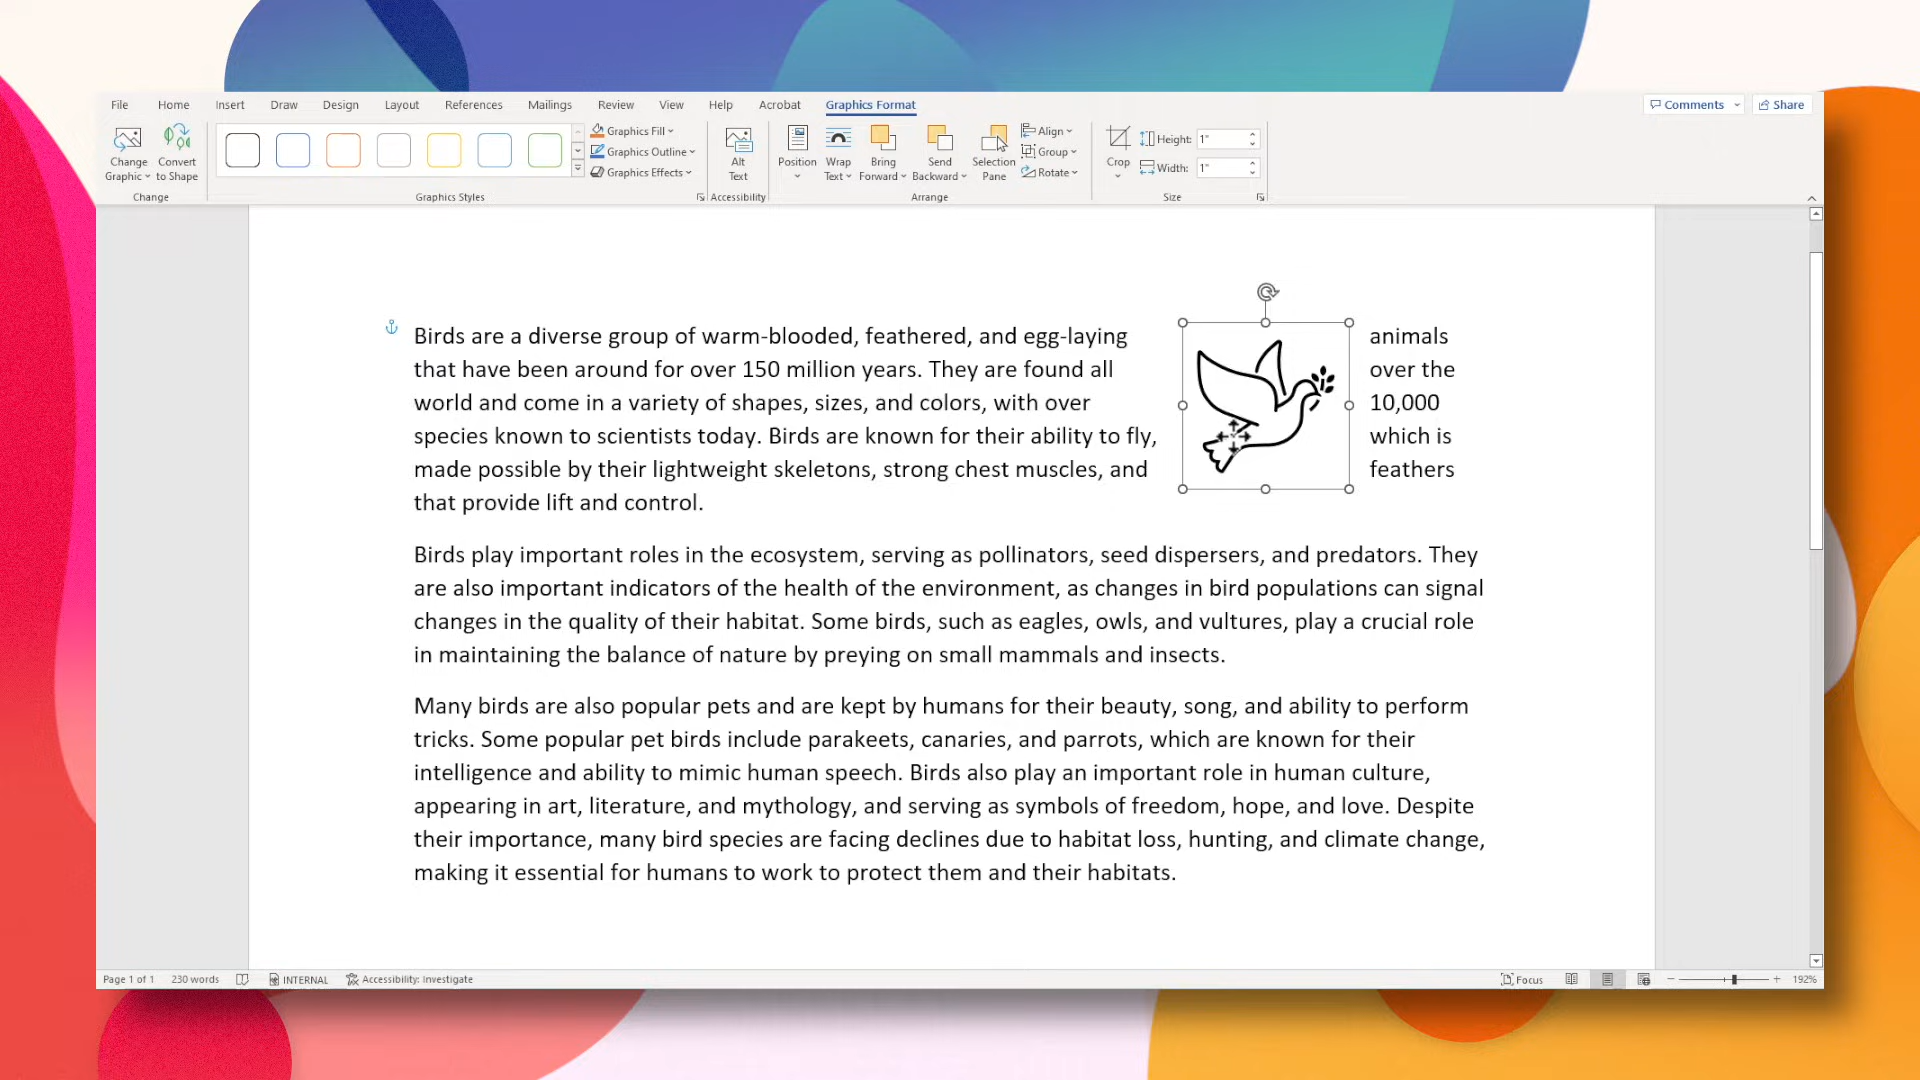 File Home Insert Draw Design Layout References Mailings Review View Help Acrobat Graphics Format Comments Share
Change Graphic
Convert to Shape
Change
Graphics Fill
Graphics Outline
Graphics Effects
Graphics Styles
Alt Text
Accessibility
Position
Wrap Text
Bring Forward
Send Backward
Selection Pane
Align
Group
Rotate
Arrange
Crop
Height: 1"
Width: 1"
Size
Birds are a diverse group of warm-blooded, feathered, and egg-laying animals
that have been around for over 150 million years. They are found all over the
world and come in a variety of shapes, sizes, and colors, with over 10,000
species known to scientists today. Birds are known for their ability to fly, which is
made possible by their lightweight skeletons, strong chest muscles, and feathers
that provide lift and control.
Birds play important roles in the ecosystem, serving as pollinators, seed dispersers, and predators. They
are also important indicators of the health of the environment, as changes in bird populations can signal
changes in the quality of their habitat. Some birds, such as eagles, owls, and vultures, play a crucial role
in maintaining the balance of nature by preying on small mammals and insects.
Many birds are also popular pets and are kept by humans for their beauty, song, and ability to perform
tricks. Some popular pet birds include parakeets, canaries, and parrots, which are known for their
intelligence and ability to mimic human speech. Birds also play an important role in human culture,
appearing in art, literature, and mythology, and serving as symbols of freedom, hope, and love. Despite
their importance, many bird species are facing declines due to habitat loss, hunting, and climate change,
making it essential for humans to work to protect them and their habitats.
Page 1 of 1 230 words INTERNAL Accessibility: Investigate Focus 192%